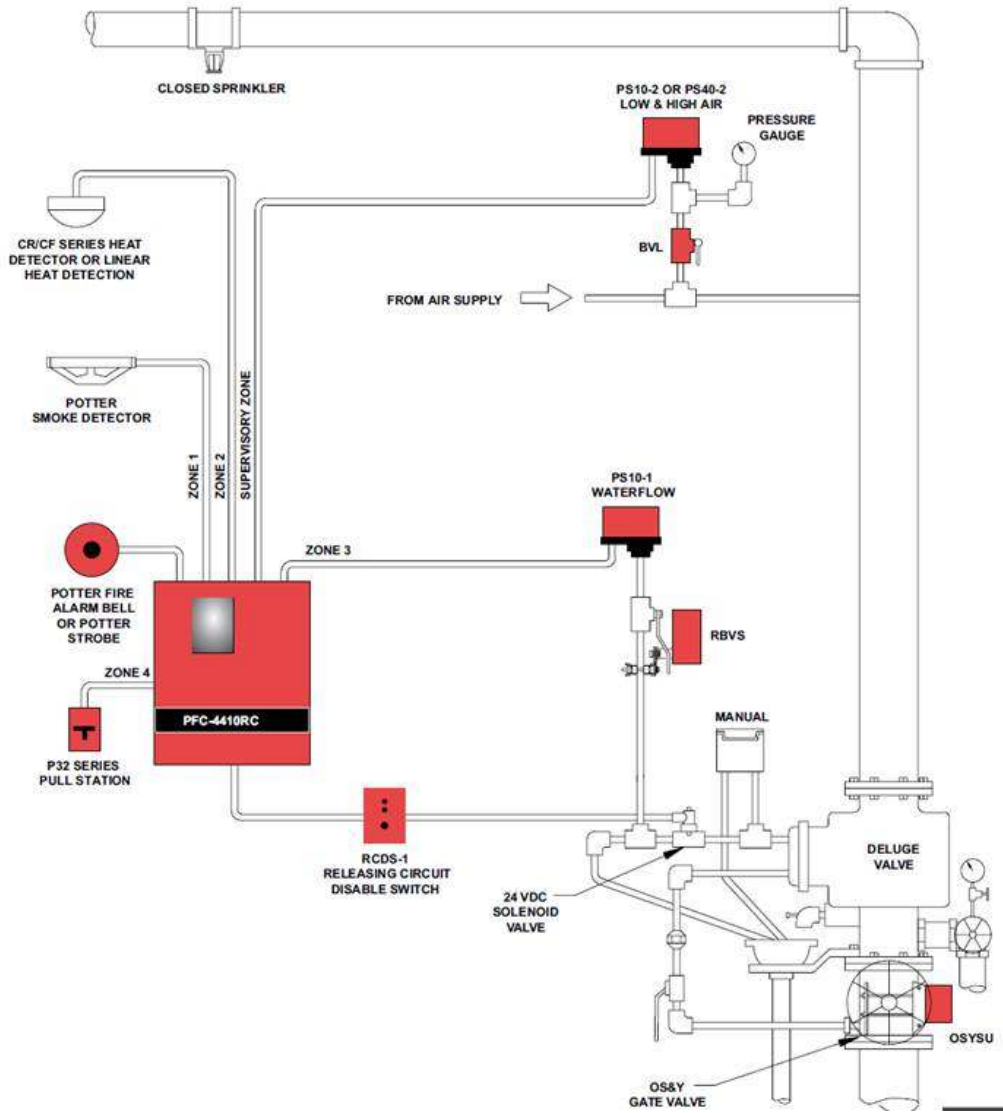 CLOSED SPRINKLER
PS10-2 OR PS40-2
LOW & HIGH AIR
PRESSURE
GAUGE
BVL
CR/CF SERIES HEAT
DETECTOR OR LINEAR
HEAT DETECTION
FROM AIR SUPPLY
POTTER
SMOKE DETECTOR
ZONE 1
ZONE 2
SUPERVISORY ZONE
PS10-1
WATERFLOW
ZONE 3
POTTER FIRE
ALARM BELL
OR POTTER
STROBE
RBVS
ZONE 4
PFC-4410RC
MANUAL
P32 SERIES
PULL STATION
RCDS-1
RELEASING CIRCUIT
DISABLE SWITCH
DELUGE
VALVE
24 VDC
SOLENOID
VALVE
OSYSU
OS&Y
GATE VALVE